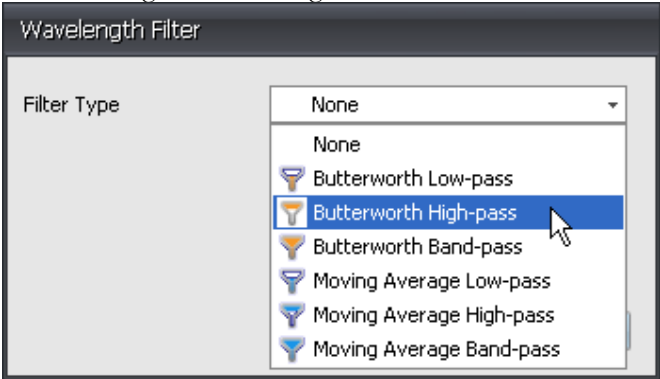 Wavelength Filter
Filter Type
None
None
Butterworth Low-pass
Butterworth High-pass
Butterworth Band-pass
Moving Average Low-pass
Moving Average High-pass
Moving Average Band-pass